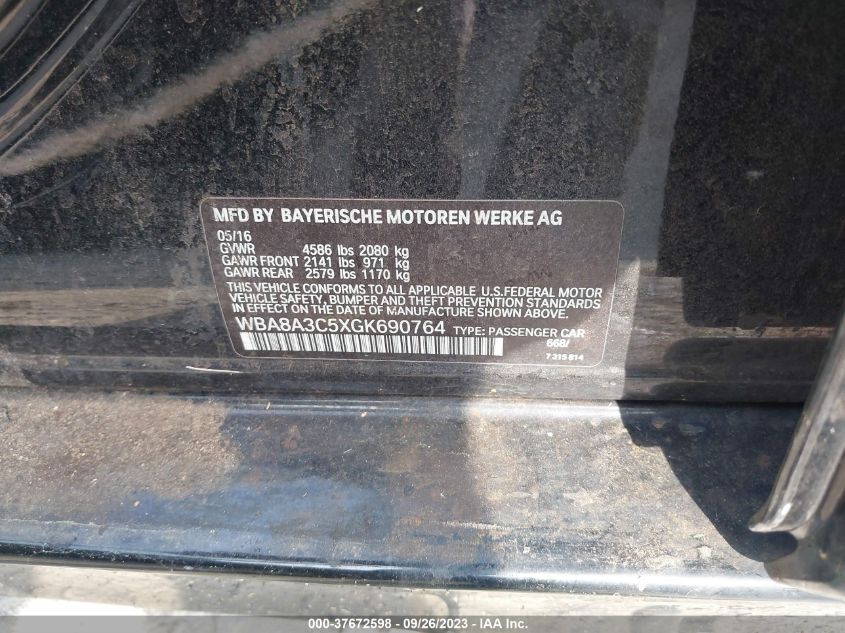 MFD BY BAYERISCHE MOTOREN WERKE AG
05/16
GVWR 4586 lbs 2080 kg
GAWR FRONT 2141 lbs 971 kg
GAWR REAR 2579 lbs 1170 kg
THIS VEHICLE CONFORMS TO ALL APPLICABLE U.S.FEDERAL MOTOR
VEHICLE SAFETY, BUMPER AND THEFT PREVENTION STANDARDS
IN EFFECT ON THE DATE OF MANUFACTURE SHOWN ABOVE.
WBA8A3C5XGK690764 TYPE: PASSENGER CAR
668/
7 315 814
000-37672598 - 09/26/2023 - IAA Inc.